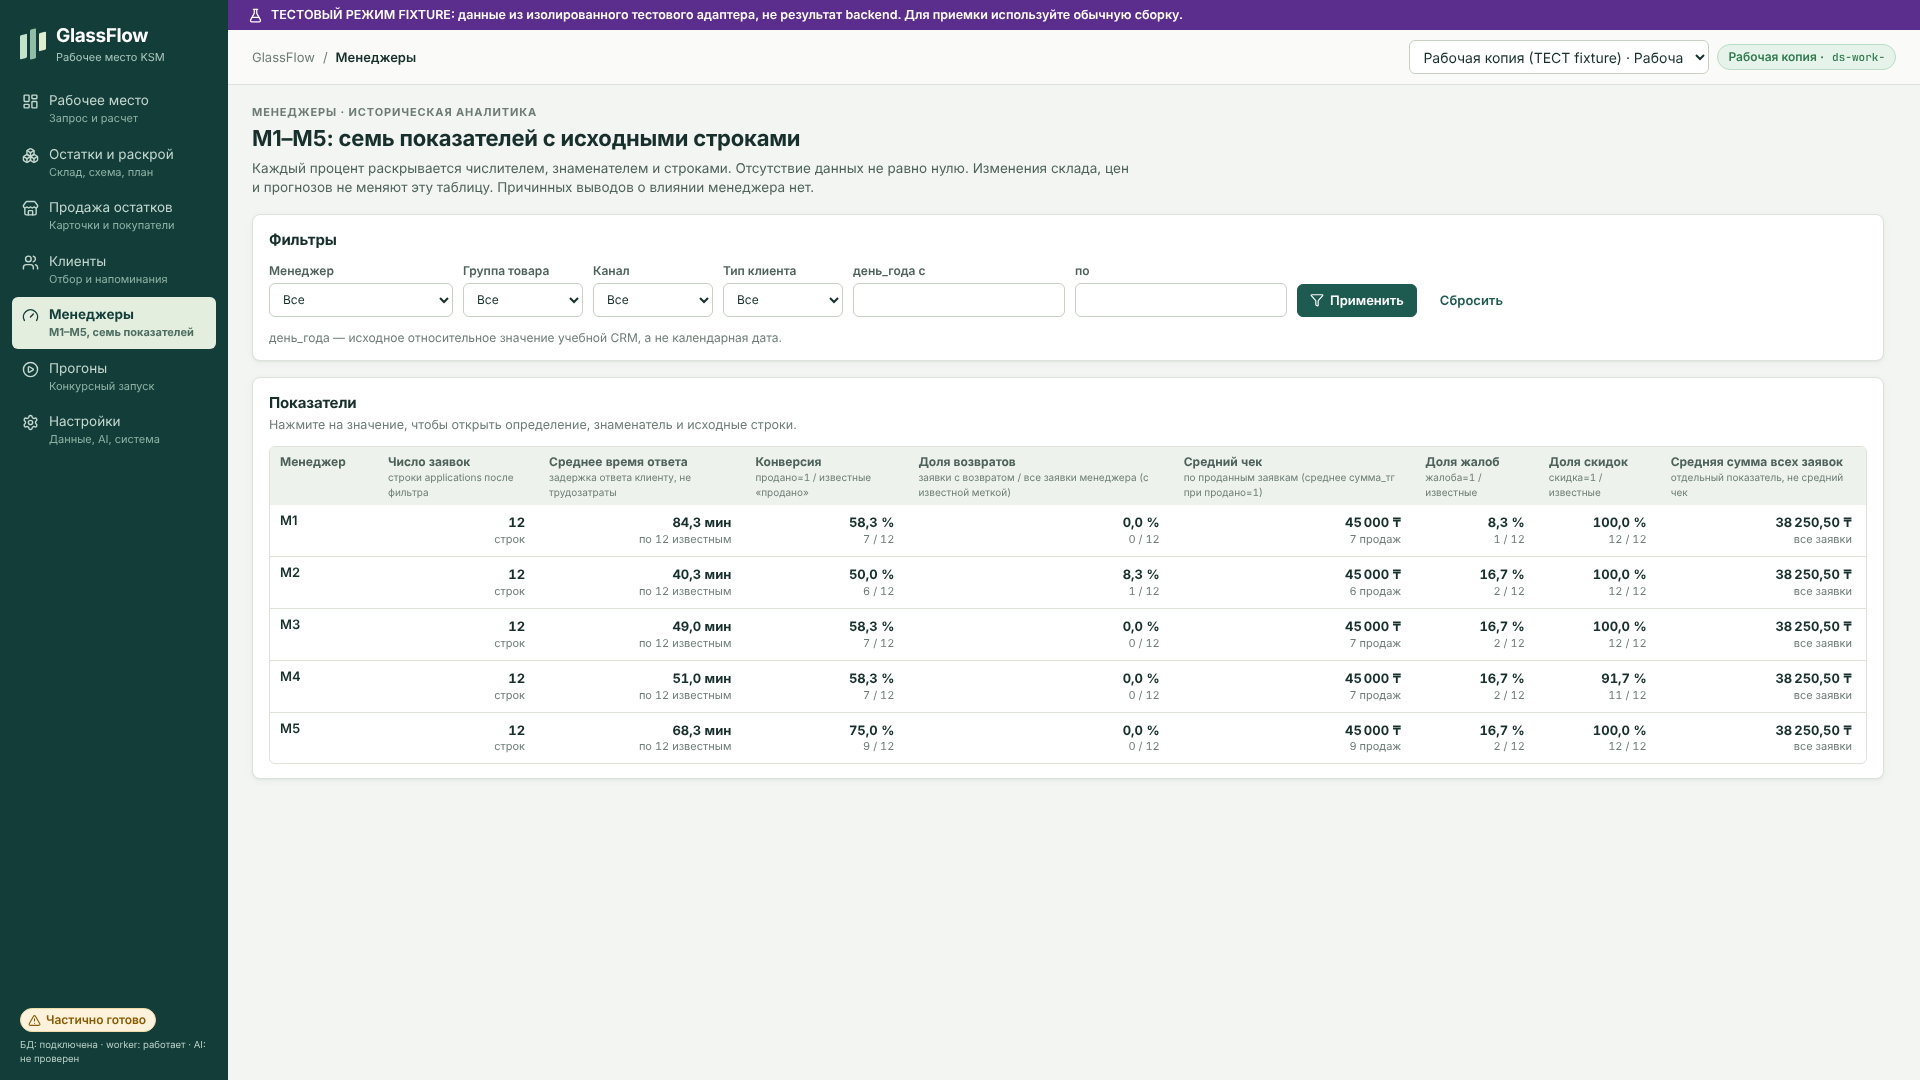 ТЕСТОВЫЙ РЕЖИМ FIXTURE: данные из изолированного тестового адаптера, не результат backend. Для приемки используйте обычную сборку.
GlassFlow
Рабочее место KSM
Рабочее место
Запрос и расчет
Остатки и раскрой
Склад, схема, план
Продажа остатков
Карточки и покупатели
Клиенты
Отбор и напоминания
Менеджеры
М1–М5, семь показателей
Прогоны
Конкурсный запуск
Настройки
Данные, AI, система
Частично готово
БД: подключена · worker: работает · AI:
не проверен
GlassFlow / Менеджеры
Рабочая копия (ТЕСТ fixture) · Рабоча
Рабочая копия · ds-work-
МЕНЕДЖЕРЫ · ИСТОРИЧЕСКАЯ АНАЛИТИКА
М1–М5: семь показателей с исходными строками
Каждый процент раскрывается числителем, знаменателем и строками. Отсутствие данных не равно нулю. Изменения склада, цен
и прогнозов не меняют эту таблицу. Причинных выводов о влиянии менеджера нет.
Фильтры
Менеджер Группа товара Канал Тип клиента день_года с по
Все Все Все Все Применить Сбросить
день_года — исходное относительное значение учебной CRM, а не календарная дата.
Показатели
Нажмите на значение, чтобы открыть определение, знаменатель и исходные строки.
Менеджер Число заявок Среднее время ответа Конверсия Доля возвратов Средний чек Доля жалоб Доля скидок Средняя сумма всех заявок
строки applications после задержка ответа клиенту, не продано=1 / известные заявки с возвратом / все заявки менеджера (с по проданным заявкам (среднее сумма_тг жалоба=1 / скидка=1 / отдельный показатель, не средний
фильтра трудозатраты «продано» известной меткой) при продано=1) известные известные чек
М1 12 84,3 мин 58,3 % 0,0 % 45 000 ₸ 8,3 % 100,0 % 38 250,50 ₸
строк по 12 известным 7 / 12 0 / 12 7 продаж 1 / 12 12 / 12 все заявки
М2 12 40,3 мин 50,0 % 8,3 % 45 000 ₸ 16,7 % 100,0 % 38 250,50 ₸
строк по 12 известным 6 / 12 1 / 12 6 продаж 2 / 12 12 / 12 все заявки
М3 12 49,0 мин 58,3 % 0,0 % 45 000 ₸ 16,7 % 100,0 % 38 250,50 ₸
строк по 12 известным 7 / 12 0 / 12 7 продаж 2 / 12 12 / 12 все заявки
М4 12 51,0 мин 58,3 % 0,0 % 45 000 ₸ 16,7 % 91,7 % 38 250,50 ₸
строк по 12 известным 7 / 12 0 / 12 7 продаж 2 / 12 11 / 12 все заявки
М5 12 68,3 мин 75,0 % 0,0 % 45 000 ₸ 16,7 % 100,0 % 38 250,50 ₸
строк по 12 известным 9 / 12 0 / 12 9 продаж 2 / 12 12 / 12 все заявки